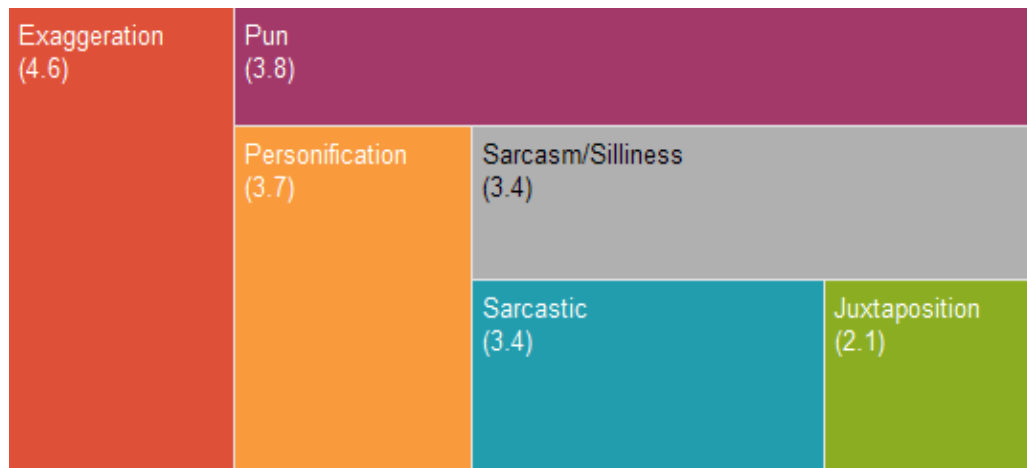 Exaggeration
(4.6)
Pun
(3.8)
Personification
(3.7)
Sarcasm/Silliness
(3.4)
Sarcastic
(3.4)
Juxtaposition
(2.1)